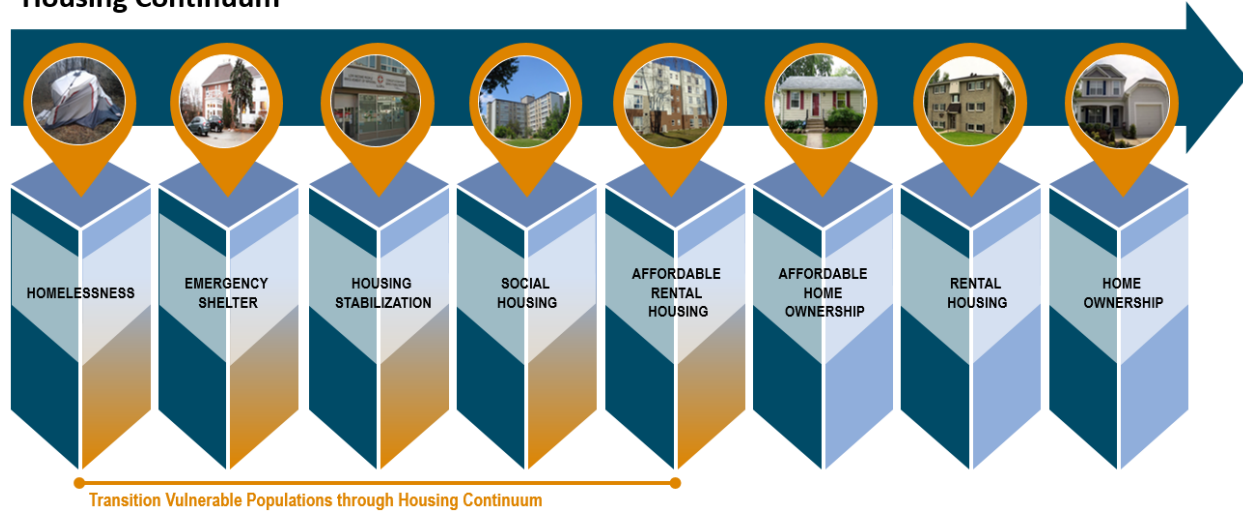 Housing Continuum
HOMELESSNESS
EMERGENCY
SHELTER
HOUSING
STABILIZATION
SOCIAL
HOUSING
AFFORDABLE
RENTAL
HOUSING
AFFORDABLE
HOME
OWNERSHIP
RENTAL
HOUSING
HOME
OWNERSHIP
Transition Vulnerable Populations through Housing Continuum